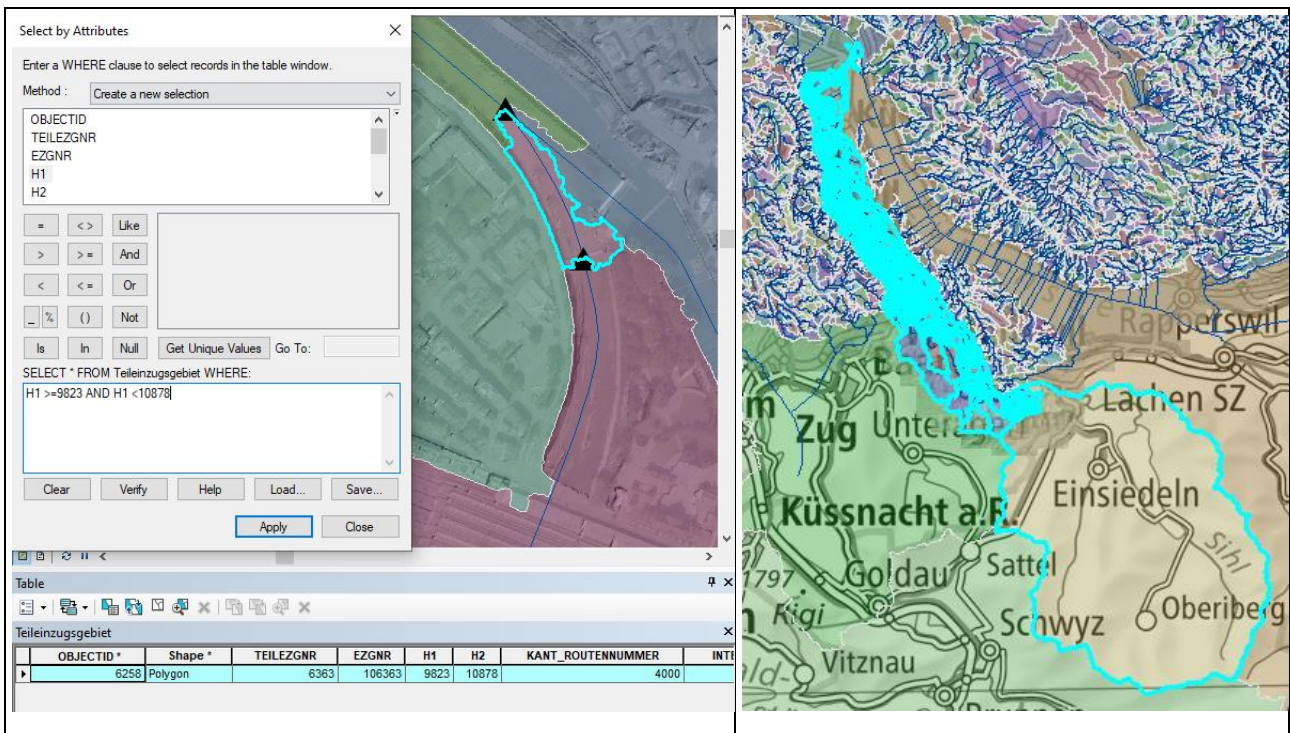 Select by Attributes
Enter a WHERE clause to select records in the table window.
Method : Create a new selection
OBJECTID
TEILEZGNR
EZGNR
H1
H2
= <> Like
> > = And
< < = Or
_ % () Not
Is In Null Get Unique Values Go To:
SELECT * FROM Teileinzugsgebiet WHERE:
H1 >=9823 AND H1 <10878
Clear Verify Help Load... Save...
Apply Close
Table
Teileinzugsgebiet
OBJECTID * Shape * TEILEZGNR EZGNR H1 H2 KANT_ROUTENNUMMER INTE
6258 Polygon 6363 106363 9823 10878 4000
Rapperswil
Lachen SZ
Zug
Einsiedeln
Küssnacht a. R.
Sihl
Sattel
1797
Goldau
Rigi
Oberiberg
Schwyz
Vitznau